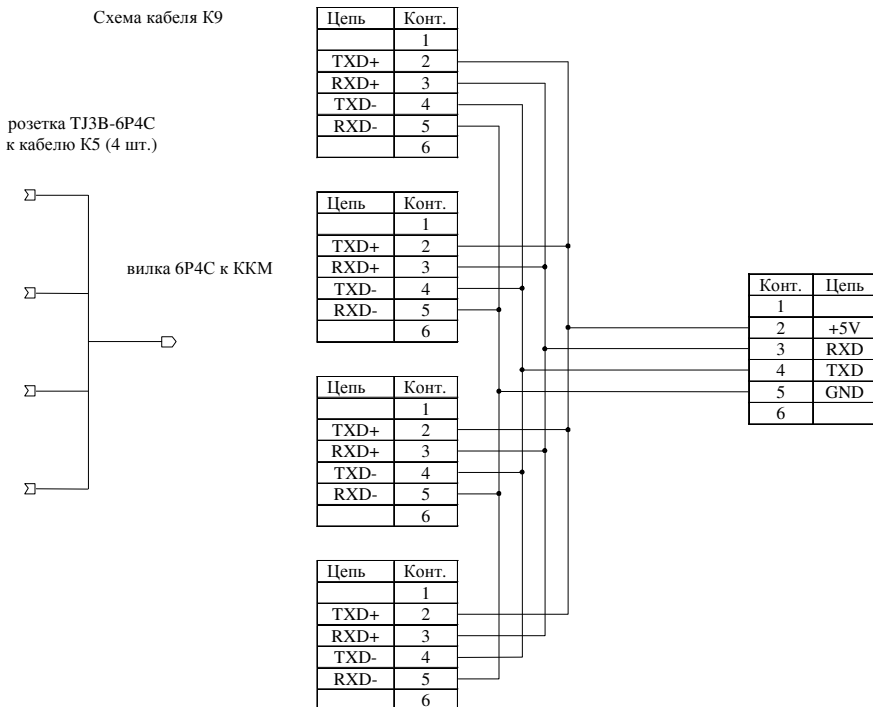 Схема кабеля К9
розетка TJ3B-6P4C
к кабелю К5 (4 шт.)
вилка 6Р4С к ККМ
Цепь Конт.
1
TXD+ 2
RXD+ 3
TXD- 4
RXD- 5
6
Цепь Конт.
1
TXD+ 2
RXD+ 3
TXD- 4
RXD- 5
6
Цепь Конт.
1
TXD+ 2
RXD+ 3
TXD- 4
RXD- 5
6
Цепь Конт.
1
TXD+ 2
RXD+ 3
TXD- 4
RXD- 5
6
Конт. Цепь
1
2 +5V
3 RXD
4 TXD
5 GND
6